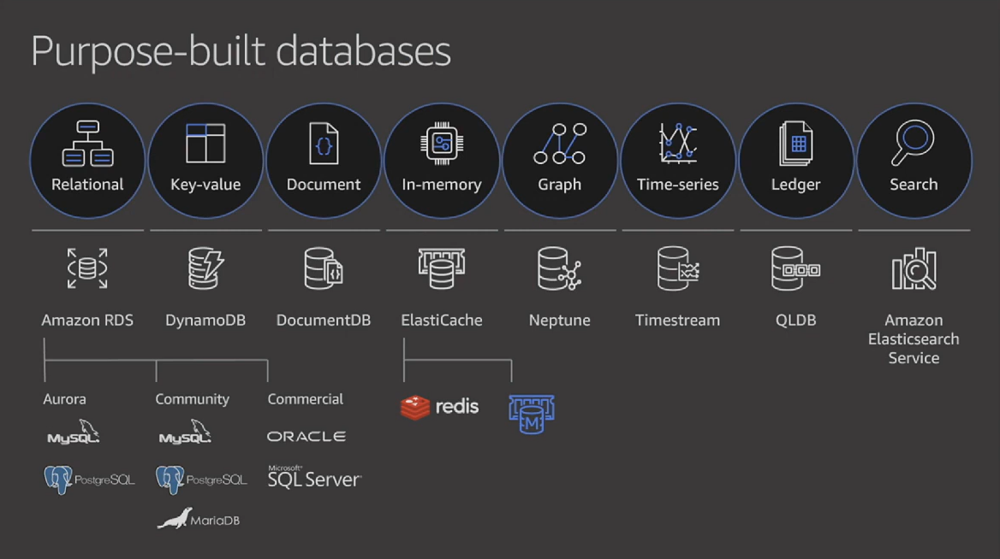 Purpose-built databases
Relational
Key-value
Document
In-memory
Graph
Time-series
Ledger
Search
Amazon RDS
DynamoDB
DocumentDB
ElastiCache
Neptune
Timestream
QLDB
Amazon
Elasticsearch
Service
Aurora
Community
Commercial
redis
M
MySQL
MySQL
ORACLE
PostgreSQL
PostgreSQL
Microsoft
SQL Server
MariaDB